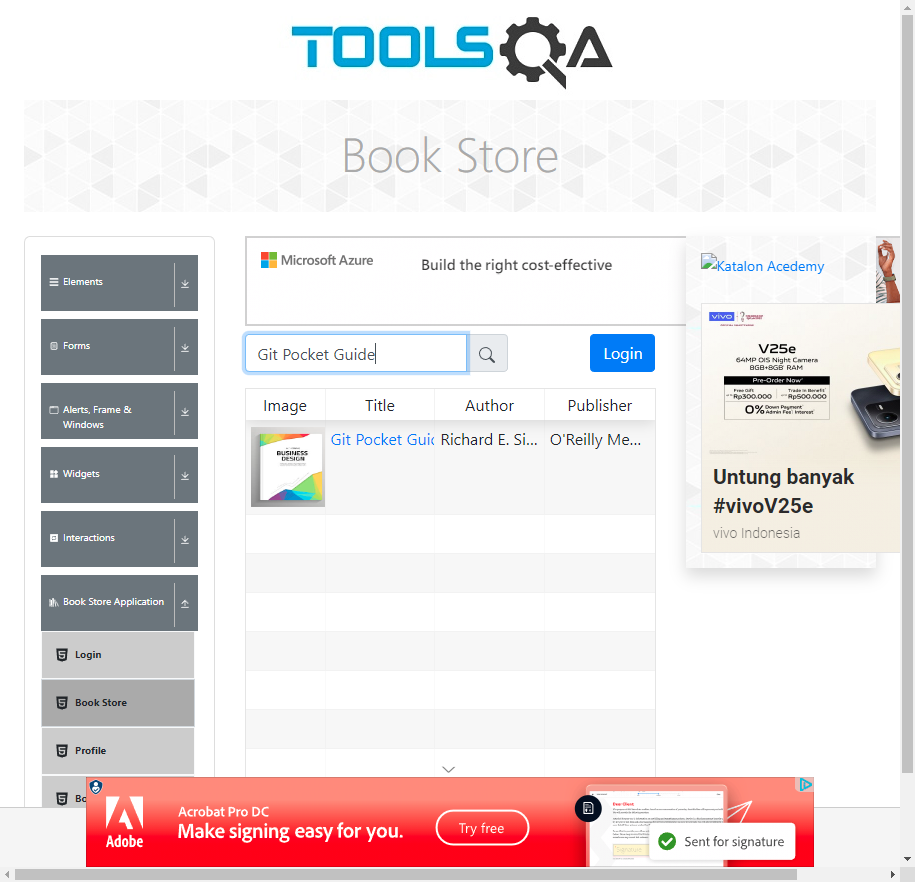 TOOLSQA
Book Store
Elements
Forms
Alerts, Frame &
Windows
Widgets
Interactions
Book Store Application
Login
Book Store
Profile
Bo
Microsoft Azure
Build the right cost-effective
Git Pocket Guide
Login
Image Title Author Publisher
BUSINESS
DESIGN
Git Pocket Guid Richard E. Si... O'Reilly Me...
Katalon Acedemy
vivo
V25e
64MP OIS Night Camera
8GB+8GB RAM
Pre-Order Now
Free Gift Trade In Benefit
Rp300.000 Rp500.000
0% Down Payment
Admin Fee Interest
Untung banyak
#vivoV25e
vivo Indonesia
Adobe
Acrobat Pro DC
Make signing easy for you.
Try free
Dear Client,
Signature
Sent for signature